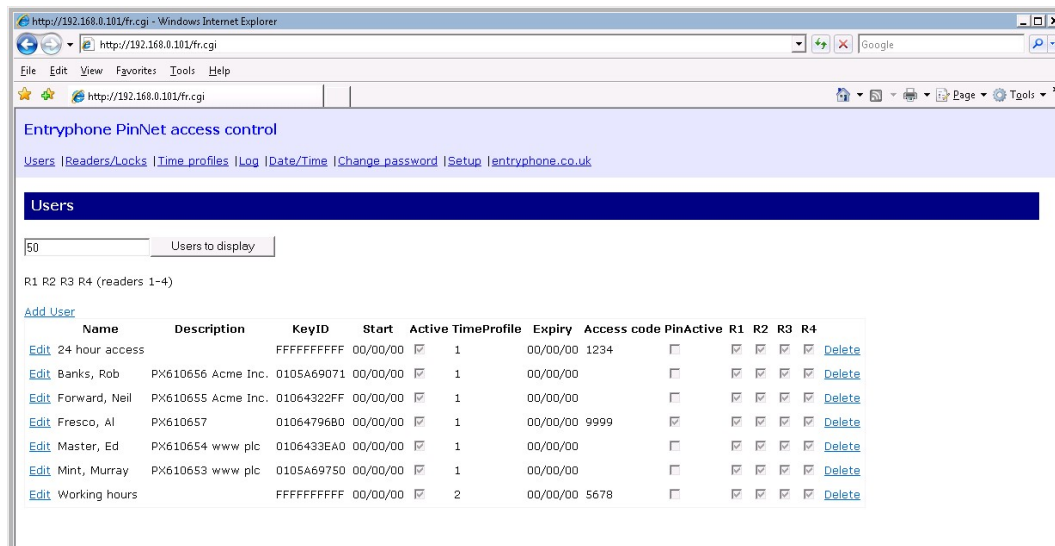 http://192.168.0.101/fr.cgi - Windows Internet Explorer
http://192.168.0.101/fr.cgi Google
File Edit View Favorites Tools Help
http://192.168.0.101/fr.cgi Page Tools
Entryphone PinNet access control
Users |Readers/Locks |Time profiles |Log |Date/Time |Change password |Setup |entryphone.co.uk
Users
50 Users to display
R1 R2 R3 R4 (readers 1-4)
Add User
Name Description KeyID Start Active TimeProfile Expiry Access code PinActive R1 R2 R3 R4
Edit 24 hour access FFFFFFFFFF 00/00/00 1 00/00/00 1234 Delete
Edit Banks, Rob PX610656 Acme Inc. 0105A69071 00/00/00 1 00/00/00 Delete
Edit Forward, Neil PX610655 Acme Inc. 01064322FF 00/00/00 1 00/00/00 Delete
Edit Fresco, Al PX610657 01064796B0 00/00/00 1 00/00/00 9999 Delete
Edit Master, Ed PX610654 www plc 0106433EA0 00/00/00 1 00/00/00 Delete
Edit Mint, Murray PX610653 www plc 0105A69750 00/00/00 1 00/00/00 Delete
Edit Working hours FFFFFFFFFF 00/00/00 2 00/00/00 5678 Delete